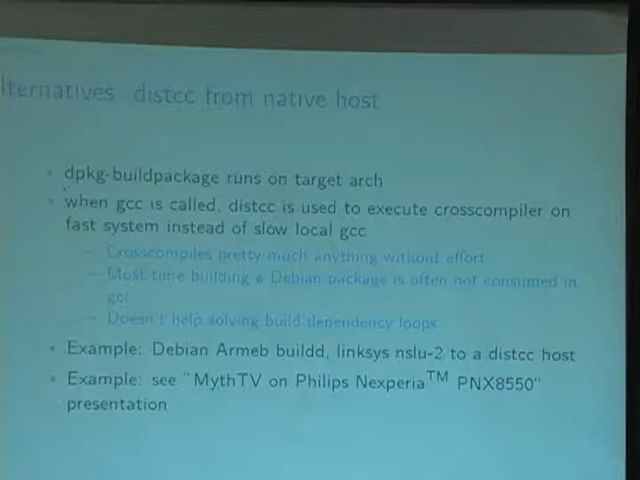 lternatives: distcc from native host
dpkg-buildpackage runs on target arch
when gcc is called, distcc is used to execute crosscompiler on
fast system instead of slow local gcc
– Crosscompiles pretty much anything without effort
– Most time building a Debian package is often not consumed in
gcc
– Doesn't help solving build dependency loops
Example: Debian Armeb buildd, linksys nslu-2 to a distcc host
Example: see "MythTV on Philips Nexperia™ PNX8550"
presentation